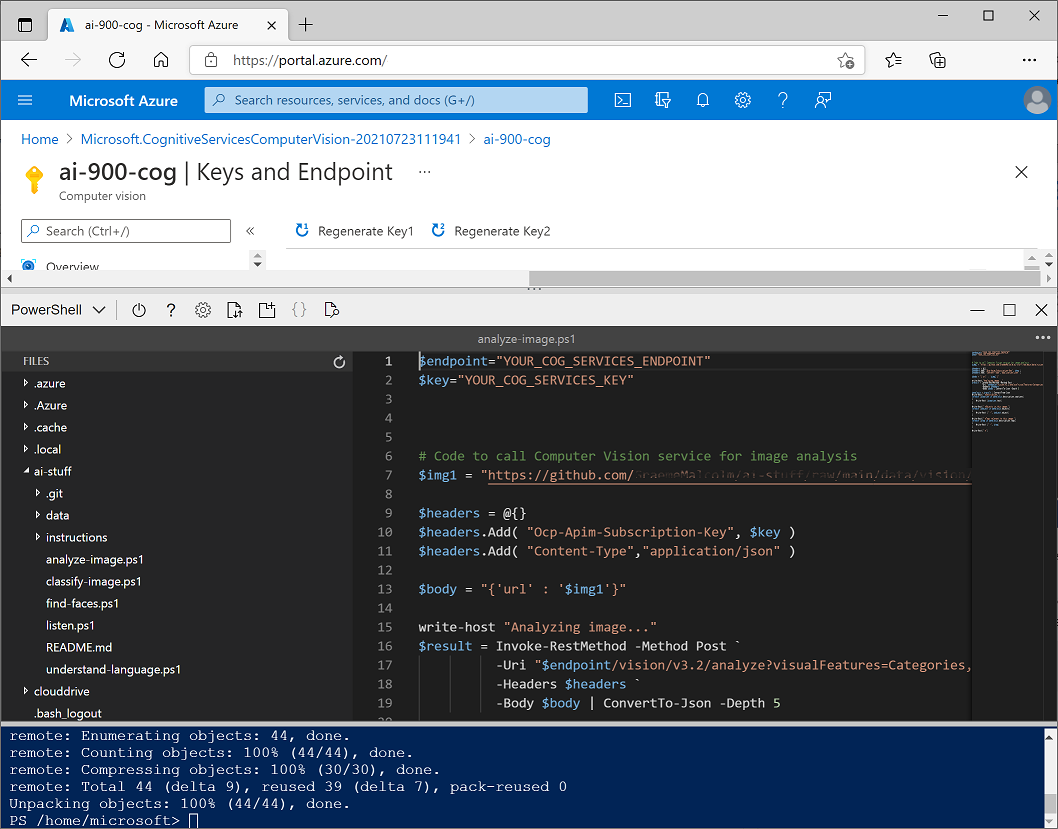 ai-900-cog - Microsoft Azure
https://portal.azure.com/
Microsoft Azure
Search resources, services, and docs (G+/)
Home > Microsoft.CognitiveServicesComputerVision-20210723111941 > ai-900-cog
ai-900-cog | Keys and Endpoint ...
Computer vision
Search (Ctrl+/) « Regenerate Key1 Regenerate Key2
Overview
PowerShell
analyze-image.ps1
FILES
.azure
.Azure
.cache
.local
ai-stuff
.git
data
instructions
analyze-image.ps1
classify-image.ps1
find-faces.ps1
listen.ps1
README.md
understand-language.ps1
clouddrive
.bash_logout
1 $endpoint="YOUR_COG_SERVICES_ENDPOINT"
2 $key="YOUR_COG_SERVICES_KEY"
3
4
5
6 # Code to call Computer Vision service for image analysis
7 $img1 = "https://github.com/
8
9 $headers = @{}
10 $headers.Add( "Ocp-Apim-Subscription-Key", $key )
11 $headers.Add( "Content-Type","application/json" )
12
13 $body = "{'url' : '$img1'}"
14
15 write-host "Analyzing image..."
16 $result = Invoke-RestMethod -Method Post `
17 -Uri "$endpoint/vision/v3.2/analyze?visualFeatures=Categories,
18 -Headers $headers `
19 -Body $body | ConvertTo-Json -Depth 5
remote: Enumerating objects: 44, done.
remote: Counting objects: 100% (44/44), done.
remote: Compressing objects: 100% (30/30), done.
remote: Total 44 (delta 9), reused 39 (delta 7), pack-reused 0
Unpacking objects: 100% (44/44), done.
PS /home/microsoft>